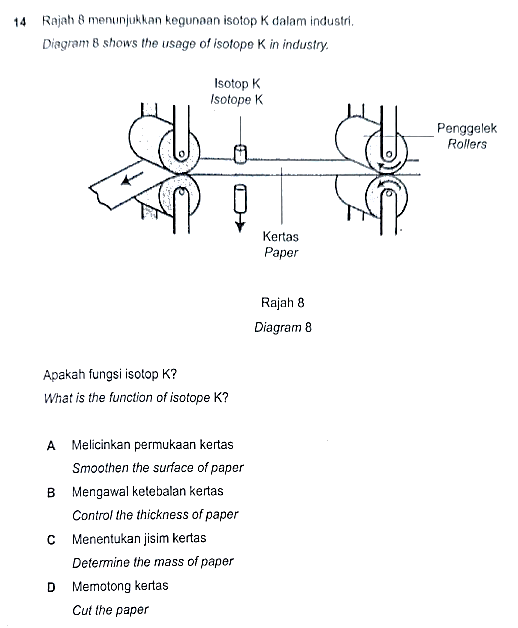 14 Rajah 8 menunjukkan kegunaan isotop K dalam industri.
Diagram 8 shows the usage of isotope K in industry.
Isotop K
Isotope K
Penggelek
Rollers
Kertas
Paper
Rajah 8
Diagram 8
Apakah fungsi isotop K?
What is the function of isotope K?
A Melicinkan permukaan kertas
Smoothen the surface of paper
B Mengawal ketebalan kertas
Control the thickness of paper
C Menentukan jisim kertas
Determine the mass of paper
D Memotong kertas
Cut the paper